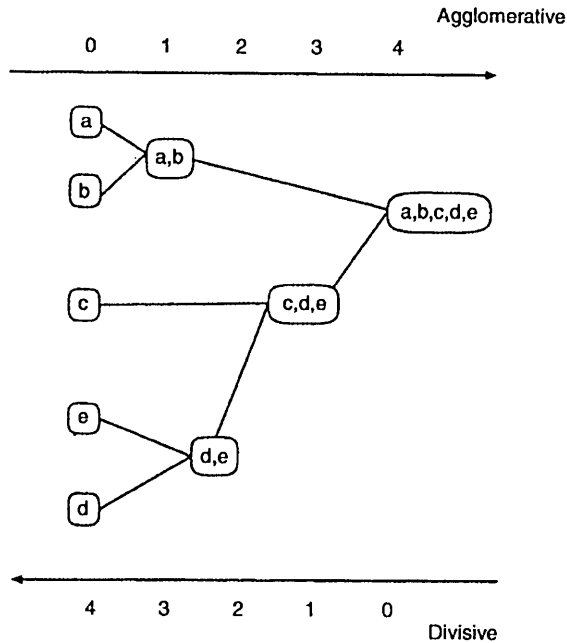 Agglomerative
0 1 2 3 4
a
a,b
b
a,b,c,d,e
c
c,d,e
e
d,e
d
4 3 2 1 0
Divisive